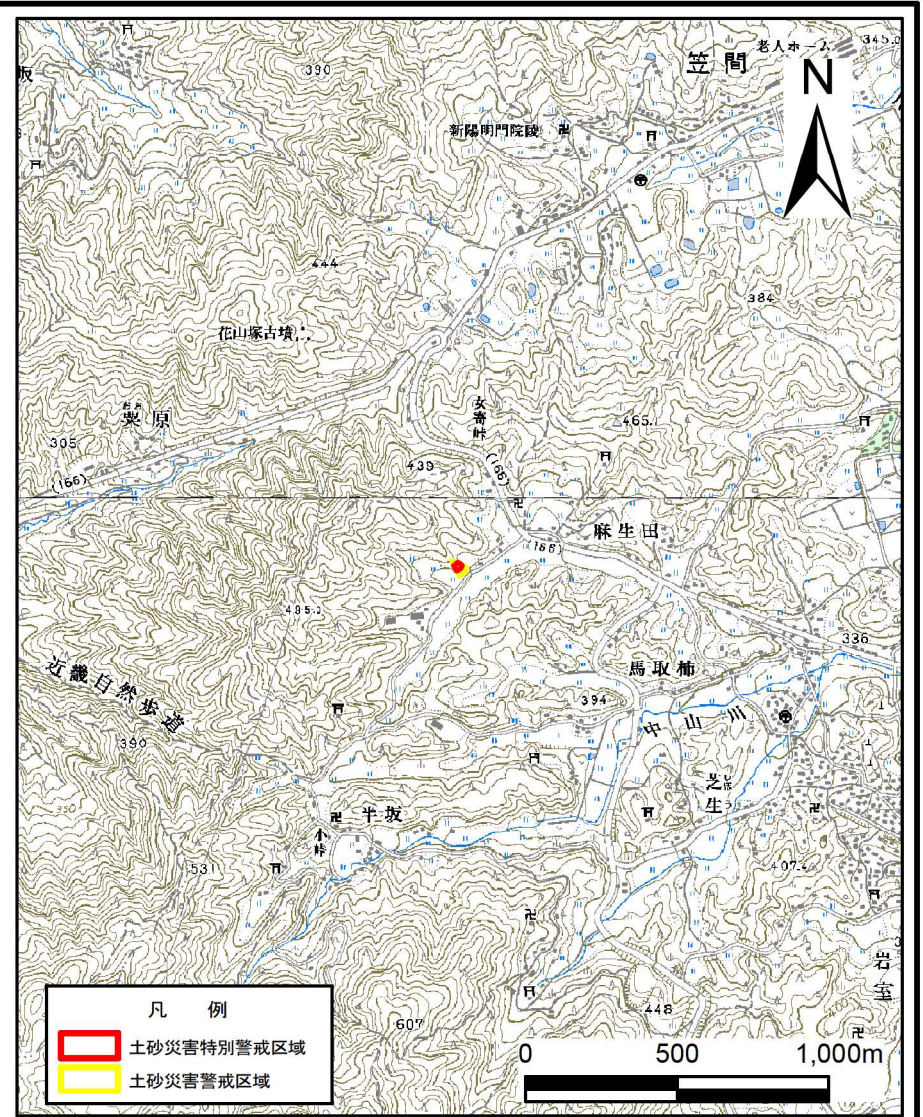 老人ホーム
345.0
笠間
N
390
新陽明門院陵
444
384
花山塚古墳
女寄峠
粟原
465.1
305
439
(166)
(166)
麻生田
(166)
495.3
336
馬取柿
近畿自然歩道
394
中山川
390
芝生
半坂
小峠
531
407.4
岩室
448
607
凡 例
土砂災害特別警戒区域
土砂災害警戒区域
0 500 1,000m